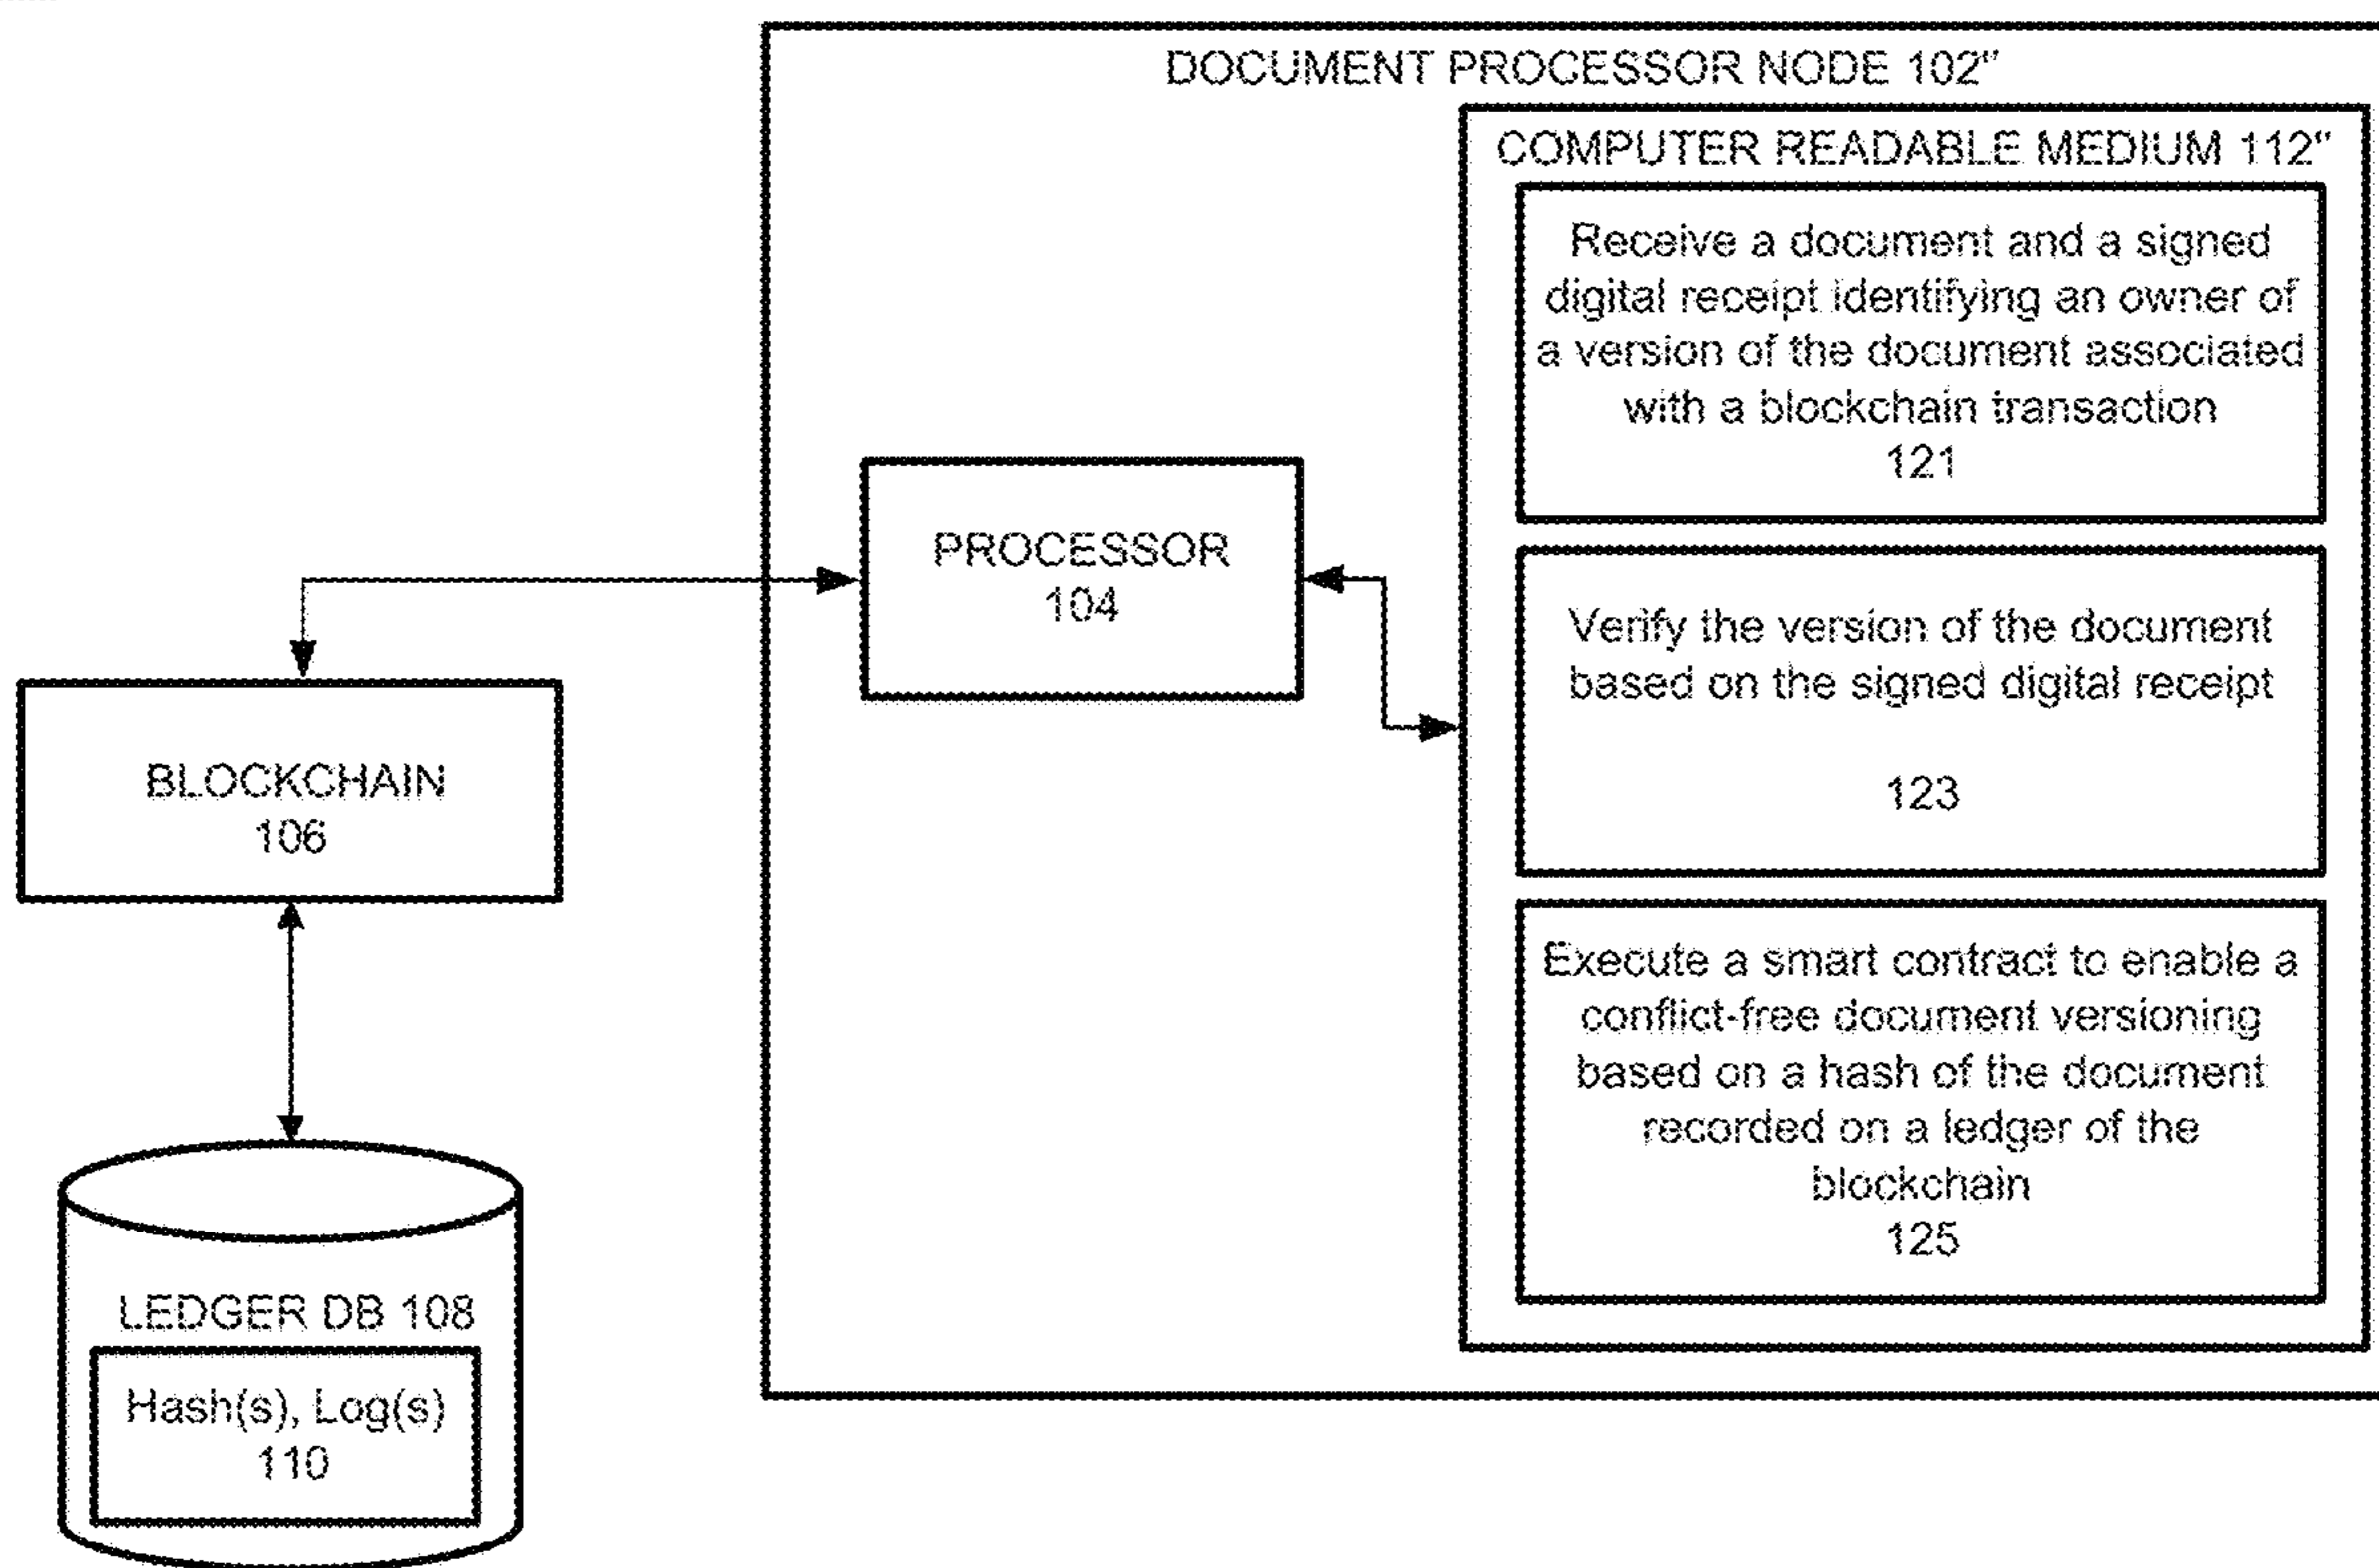 DOCUMENT PROCESSOR NODE 102"
COMPUTER READABLE MEDIUM 112"
Receive a document and a signed
digital receipt identifying an owner of
a version of the document associated
with a blockchain transaction
121
PROCESSOR
104
Verify the version of the document
based on the signed digital receipt
123
BLOCKCHAIN
106
Execute a smart contract to enable a
conflict-free document versioning
based on a hash of the document
recorded on a ledger of the
blockchain
125
LEDGER DB 108
Hash(s), Log(s)
110